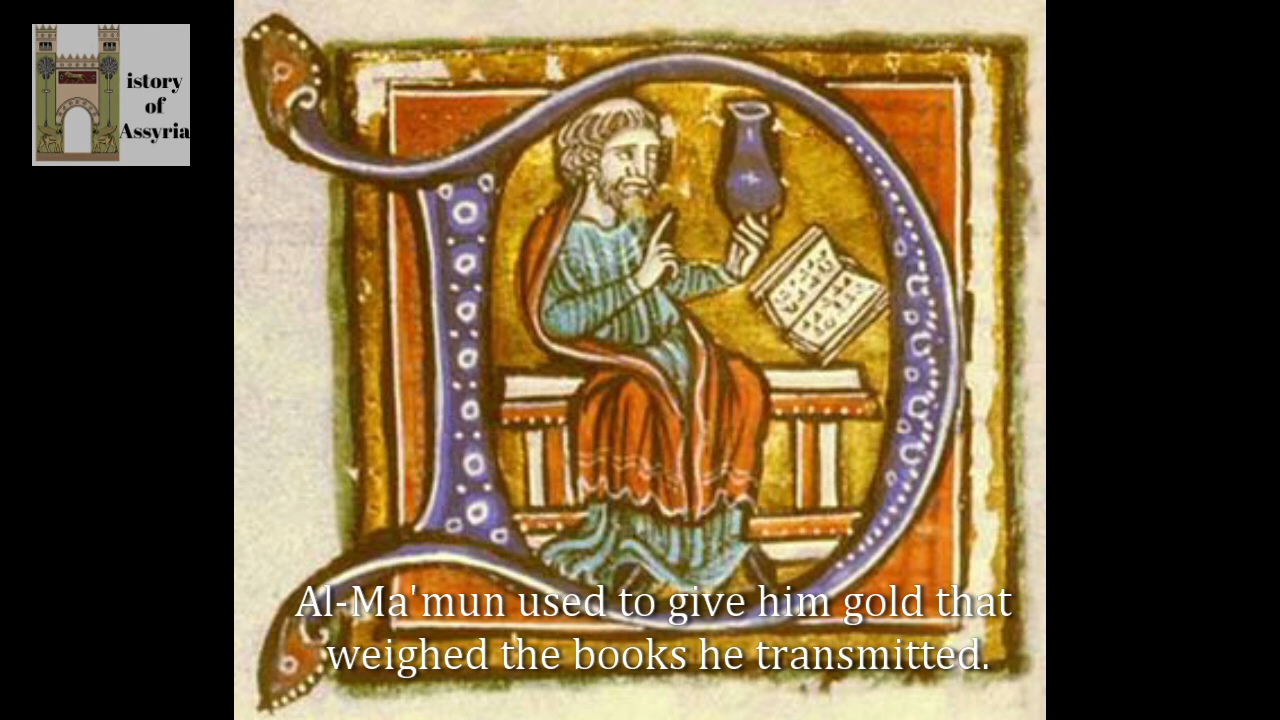 istory
of
Assyria
Al-Ma'mun used to give him gold that
weighed the books he transmitted.